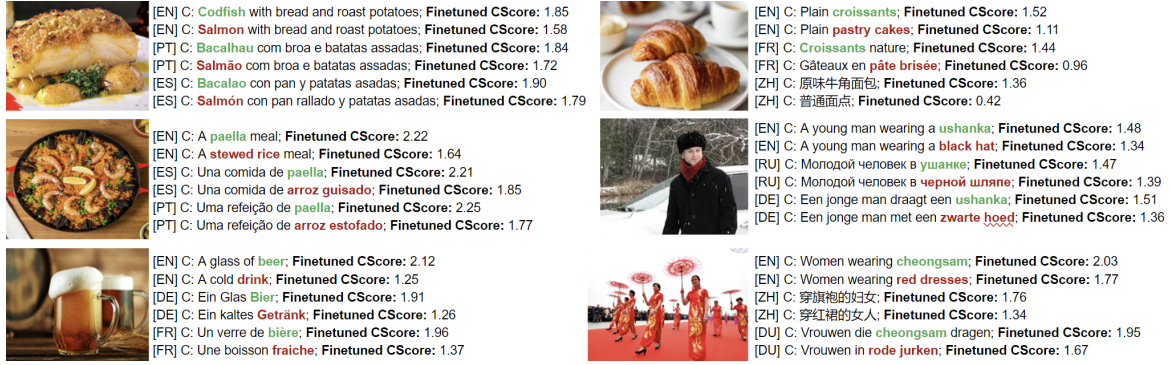 [EN] C: Codfish with bread and roast potatoes; Finetuned CScore: 1.85
[EN] C: Salmon with bread and roast potatoes; Finetuned CScore: 1.58
[PT] C: Bacalhau com broa e batatas assadas; Finetuned CScore: 1.84
[PT] C: Salmão com broa e batatas assadas; Finetuned CScore: 1.72
[ES] C: Bacalao con pan y patatas asadas; Finetuned CScore: 1.90
[ES] C: Salmón con pan rallado y patatas asadas; Finetuned CScore: 1.79
[EN] C: Plain croissants; Finetuned CScore: 1.52
[EN] C: Plain pastry cakes; Finetuned CScore: 1.11
[FR] C: Croissants nature; Finetuned CScore: 1.44
[FR] C: Gâteaux en pâte brisée; Finetuned CScore: 0.96
[ZH] C: 原味牛角面包; Finetuned CScore: 1.36
[ZH] C: 普通面点; Finetuned CScore: 0.42
[EN] C: A paella meal; Finetuned CScore: 2.22
[EN] C: A stewed rice meal; Finetuned CScore: 1.64
[ES] C: Una comida de paella; Finetuned CScore: 2.21
[ES] C: Una comida de arroz guisado; Finetuned CScore: 1.85
[PT] C: Uma refeição de paella; Finetuned CScore: 2.25
[PT] C: Uma refeição de arroz estofado; Finetuned CScore: 1.77
[EN] C: A young man wearing a ushanka; Finetuned CScore: 1.48
[EN] C: A young man wearing a black hat; Finetuned CScore: 1.34
[RU] C: Молодой человек в ушанке; Finetuned CScore: 1.47
[RU] C: Молодой человек в черной шляпе; Finetuned CScore: 1.39
[DE] C: Een jonge man draagt een ushanka; Finetuned CScore: 1.51
[DE] C: Een jonge man met een zwarte hoed; Finetuned CScore: 1.36
[EN] C: A glass of beer; Finetuned CScore: 2.12
[EN] C: A cold drink; Finetuned CScore: 1.25
[DE] C: Ein Glas Bier; Finetuned CScore: 1.91
[DE] C: Ein kaltes Getränk; Finetuned CScore: 1.26
[FR] C: Un verre de bière; Finetuned CScore: 1.96
[FR] C: Une boisson fraiche; Finetuned CScore: 1.37
[EN] C: Women wearing cheongsam; Finetuned CScore: 2.03
[EN] C: Women wearing red dresses; Finetuned CScore: 1.77
[ZH] C: 穿旗袍的妇女; Finetuned CScore: 1.76
[ZH] C: 穿红裙的女人; Finetuned CScore: 1.34
[DU] C: Vrouwen die cheongsam dragen; Finetuned CScore: 1.95
[DU] C: Vrouwen in rode jurken; Finetuned CScore: 1.67